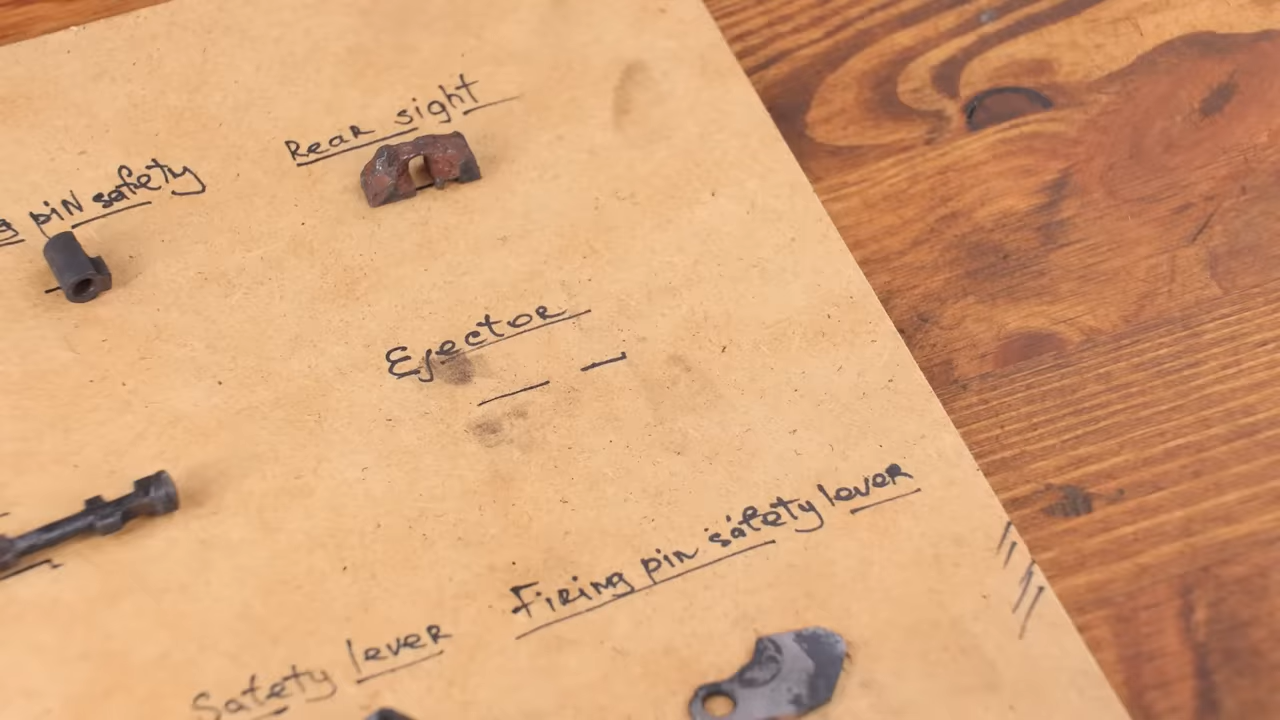 Rear sight
pin safety
Ejector
Firing pin safety lever
Safety lever